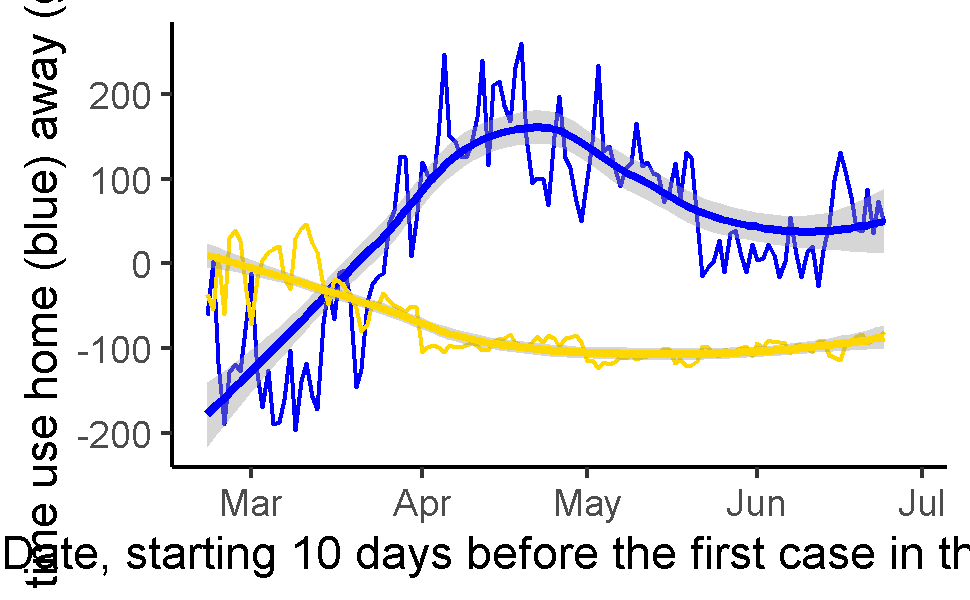 time use home (blue) away (
200
100
0
-100
-200
Mar Apr May Jun Jul
Date, starting 10 days before the first case in th